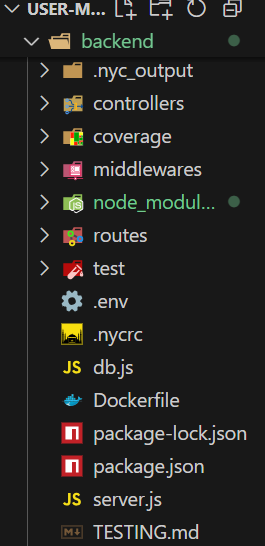 USER-M...
backend
.nyc_output
controllers
coverage
middlewares
node_modul...
routes
test
.env
.nycrc
JS db.js
Dockerfile
package-lock.json
package.json
JS server.js
TESTING.md